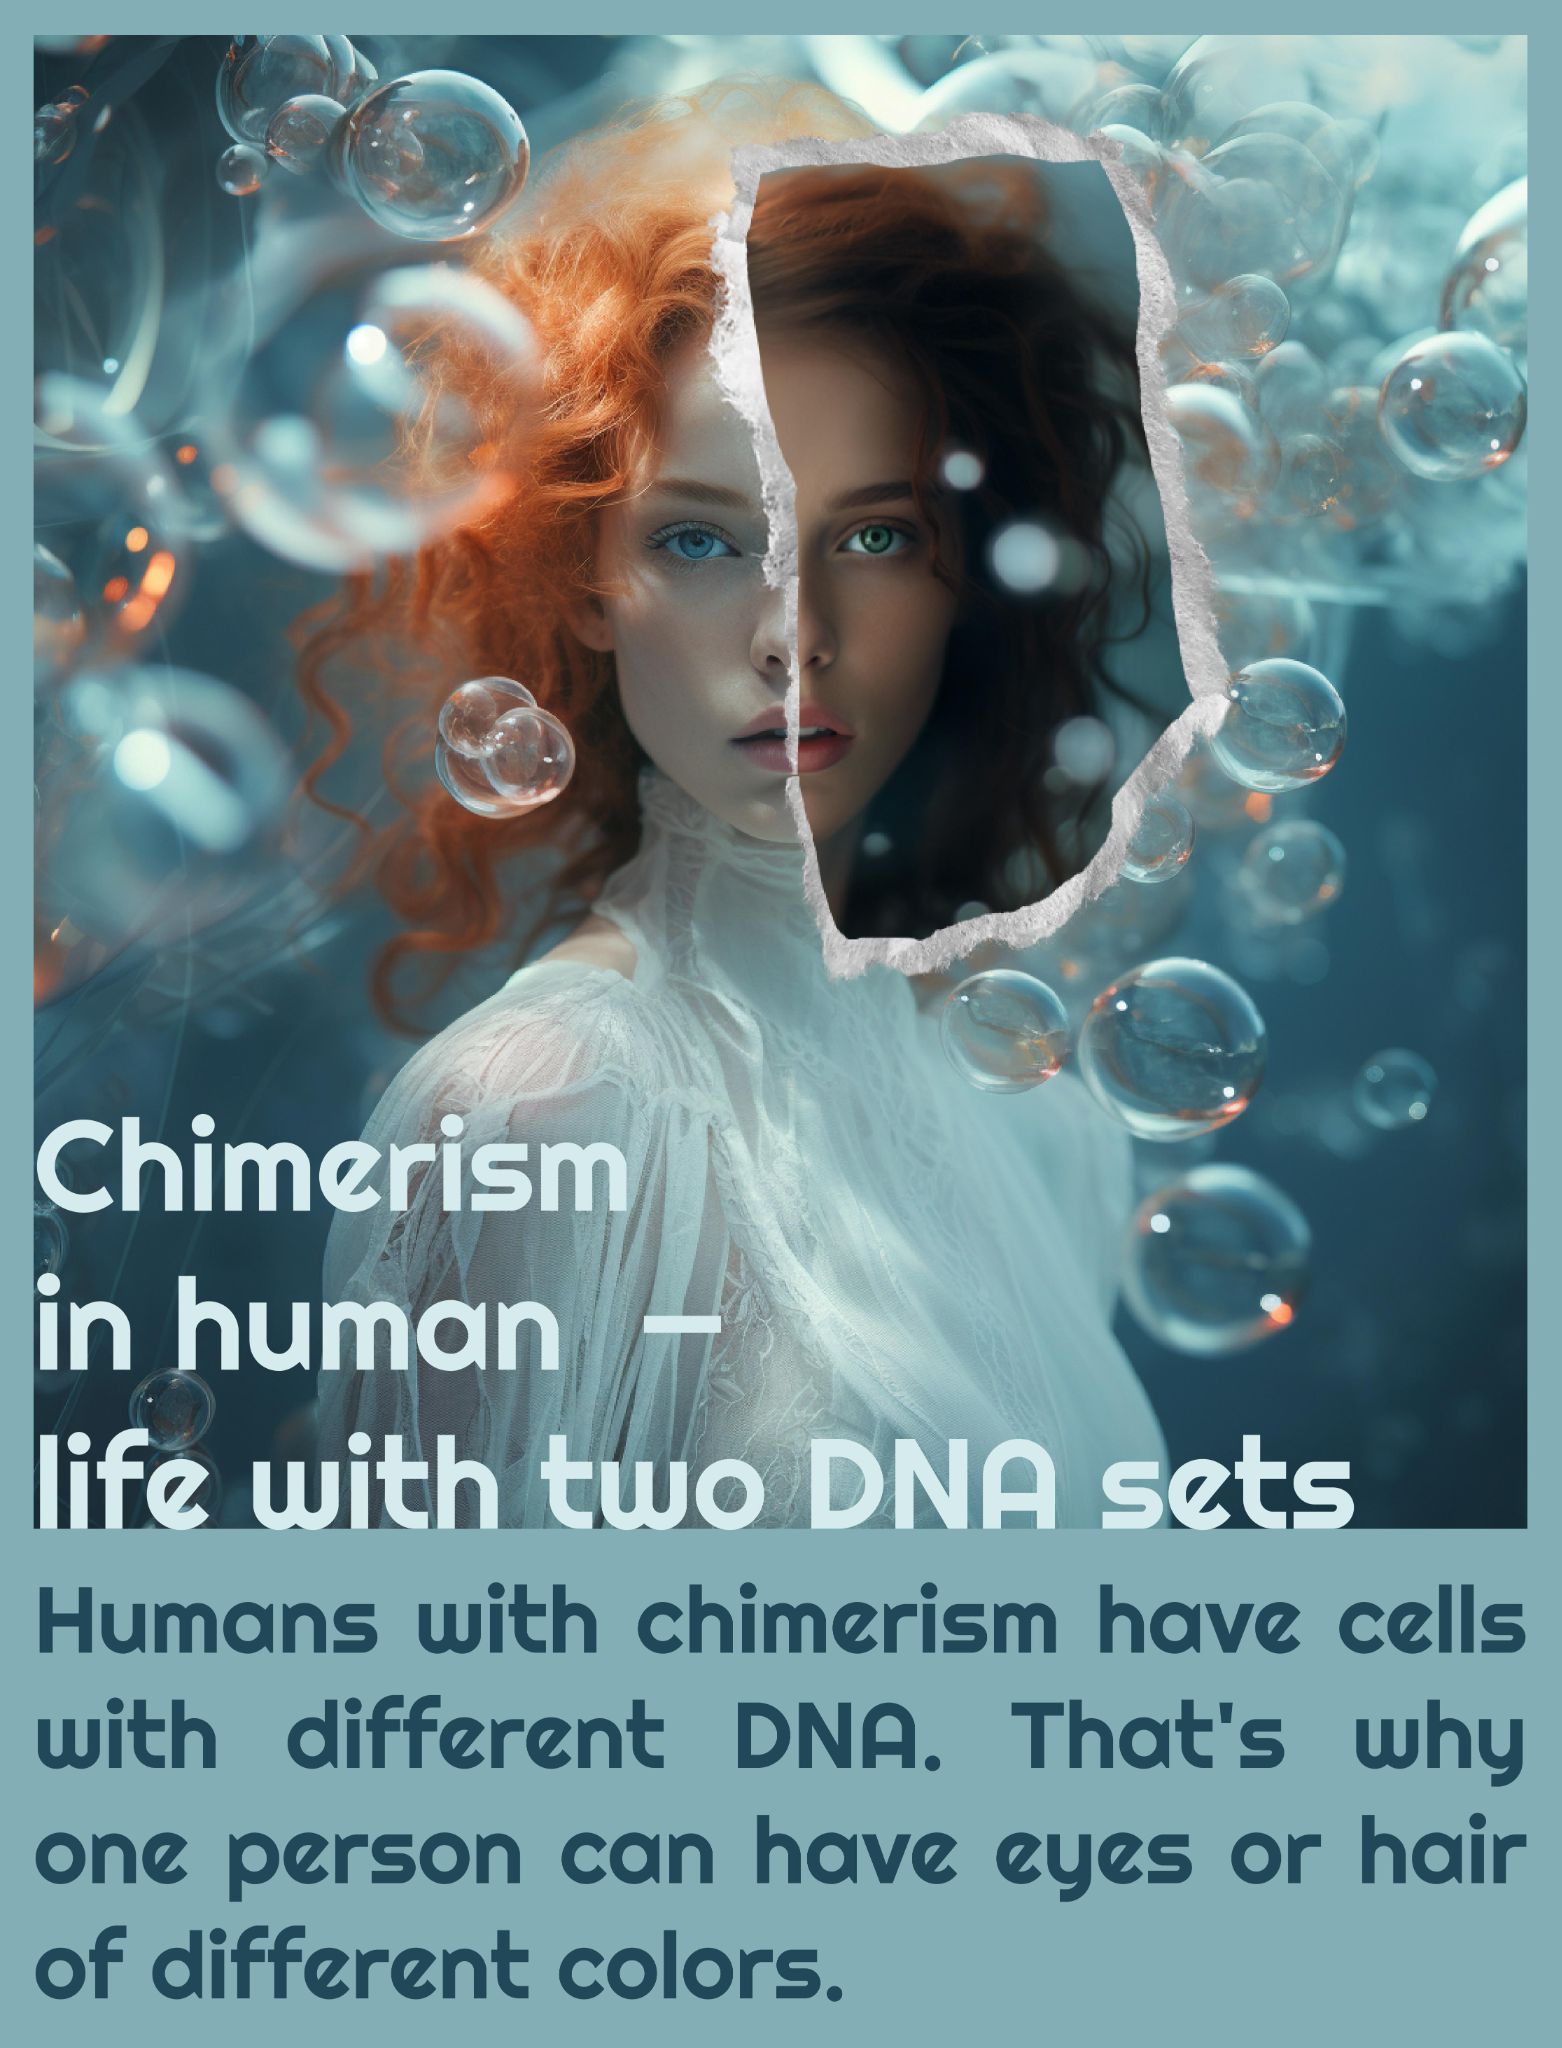 Chimerism
in human —
life with two DNA sets
Humans with chimerism have cells
with different DNA. That's why
one person can have eyes or hair
of different colors.